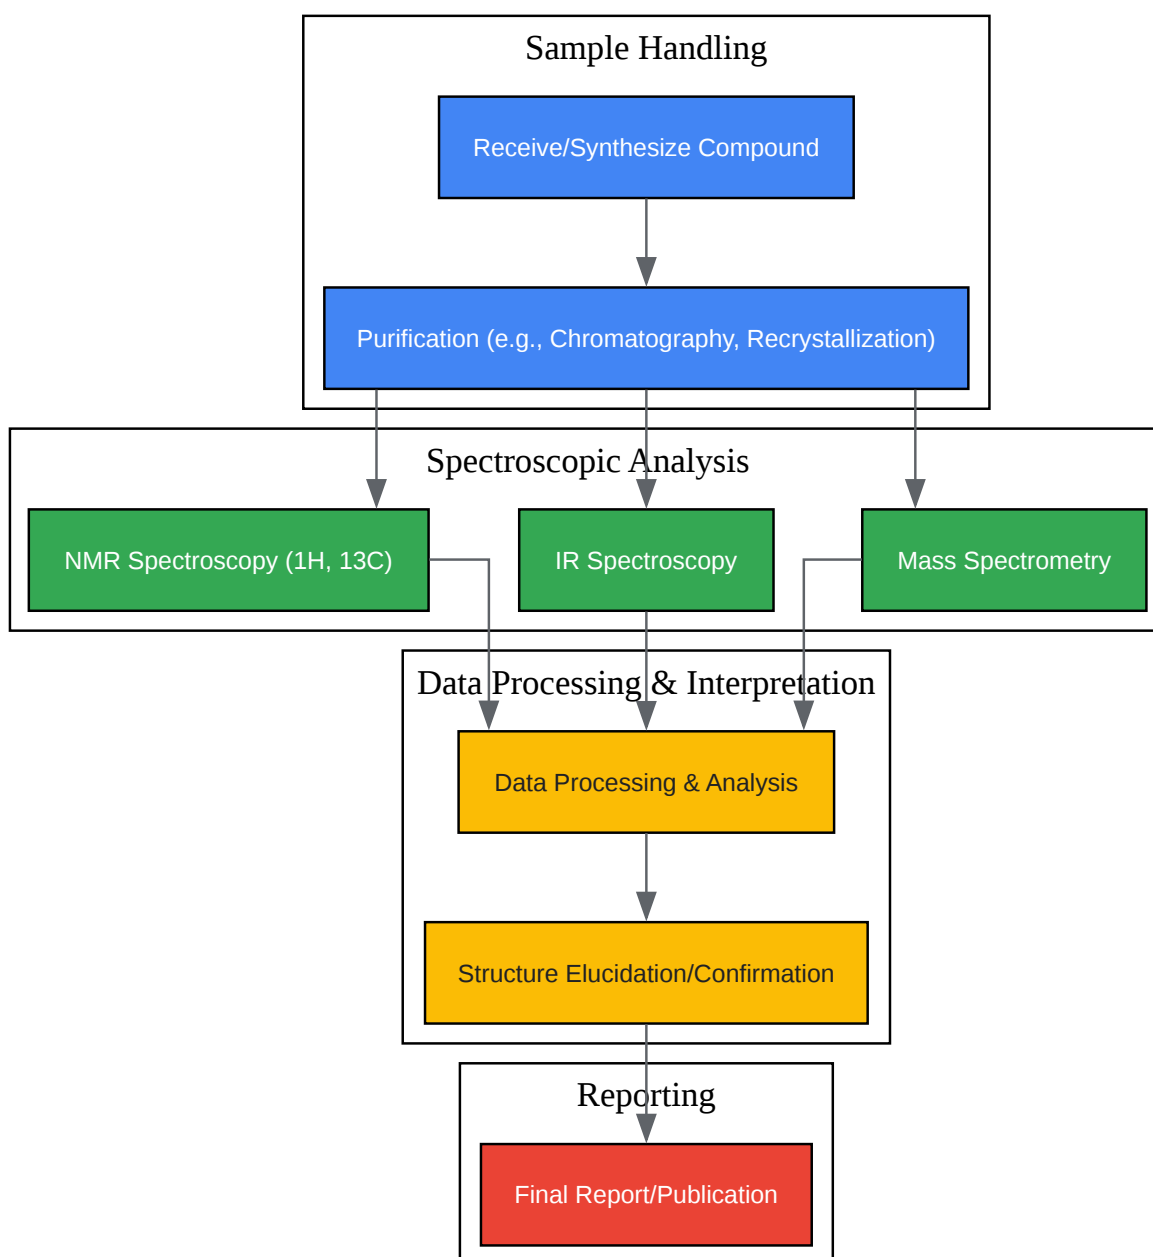 Sample Handling
Receive/Synthesize Compound
Purification (e.g., Chromatography, Recrystallization)
Spectroscopic Analysis
NMR Spectroscopy (1H, 13C)
IR Spectroscopy
Mass Spectrometry
Data Processing & Interpretation
Data Processing & Analysis
Structure Elucidation/Confirmation
Reporting
Final Report/Publication